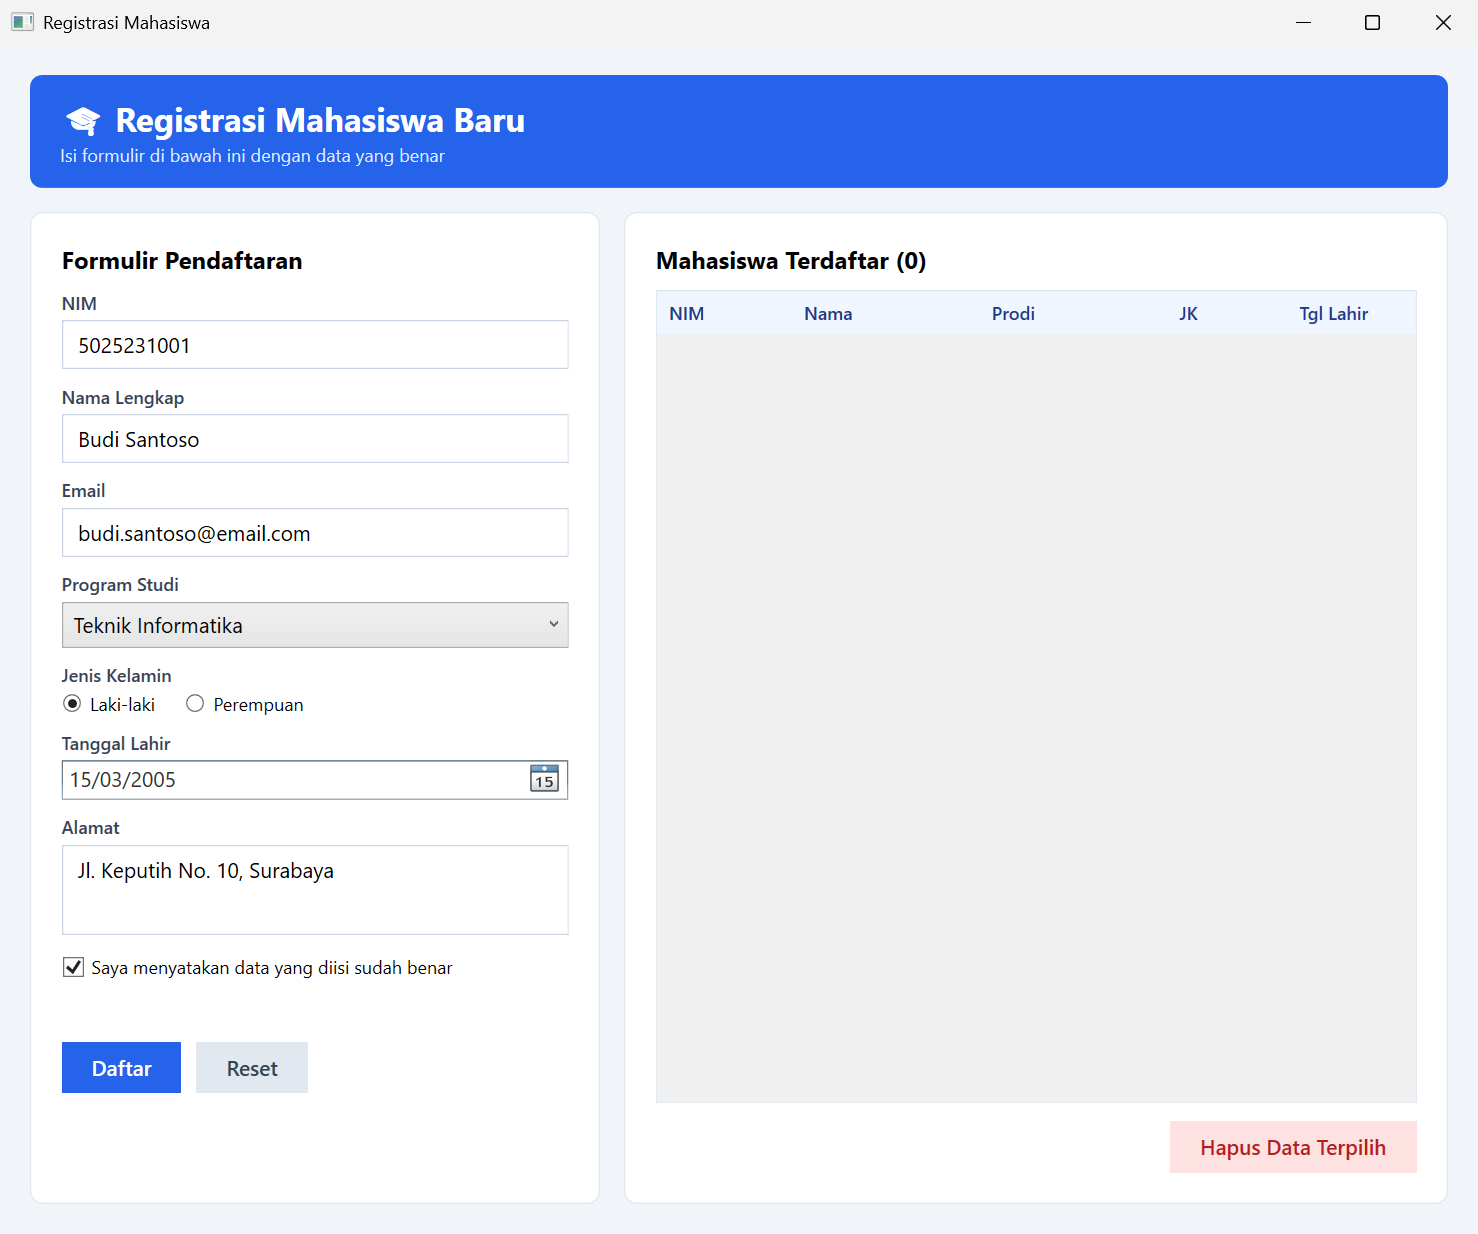 Registrasi Mahasiswa
Registrasi Mahasiswa Baru
Isi formulir di bawah ini dengan data yang benar
Formulir Pendaftaran
NIM
5025231001
Nama Lengkap
Budi Santoso
Email
budi.santoso@email.com
Program Studi
Teknik Informatika
Jenis Kelamin
Laki-laki Perempuan
Tanggal Lahir
15/03/2005 15
Alamat
Jl. Keputih No. 10, Surabaya
Saya menyatakan data yang diisi sudah benar
Daftar Reset
Mahasiswa Terdaftar (0)
NIM Nama Prodi JK Tgl Lahir
Hapus Data Terpilih